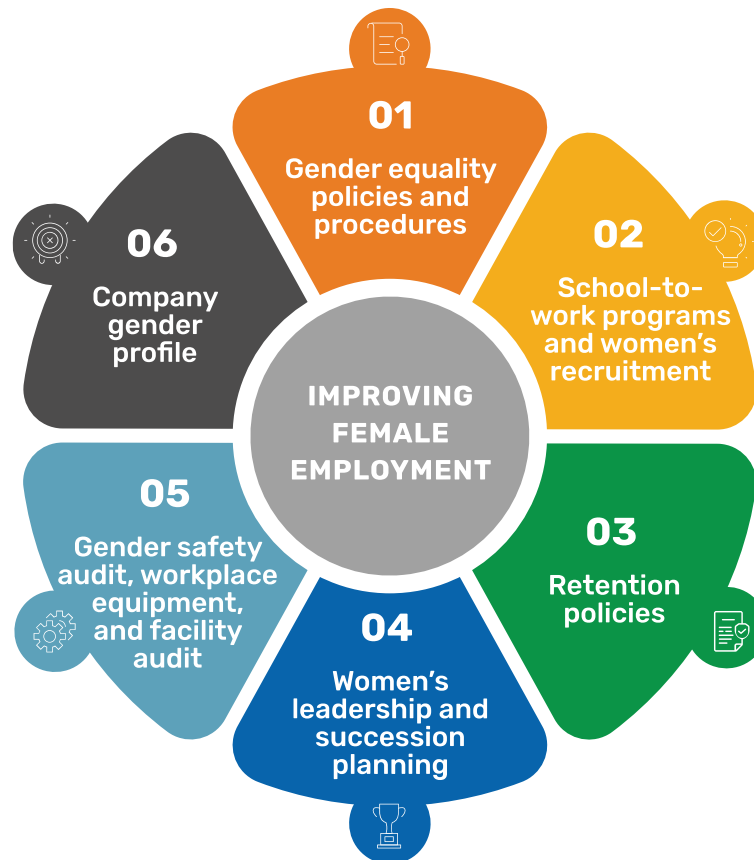 01
Gender equality
policies and
procedures
02
School-to-
work programs
and women’s
recruitment
03
Retention
policies
04
Women’s
leadership and
succession
planning
05
Gender safety
audit, workplace
equipment,
and facility
audit
06
Company
gender
profile
IMPROVING
FEMALE
EMPLOYMENT